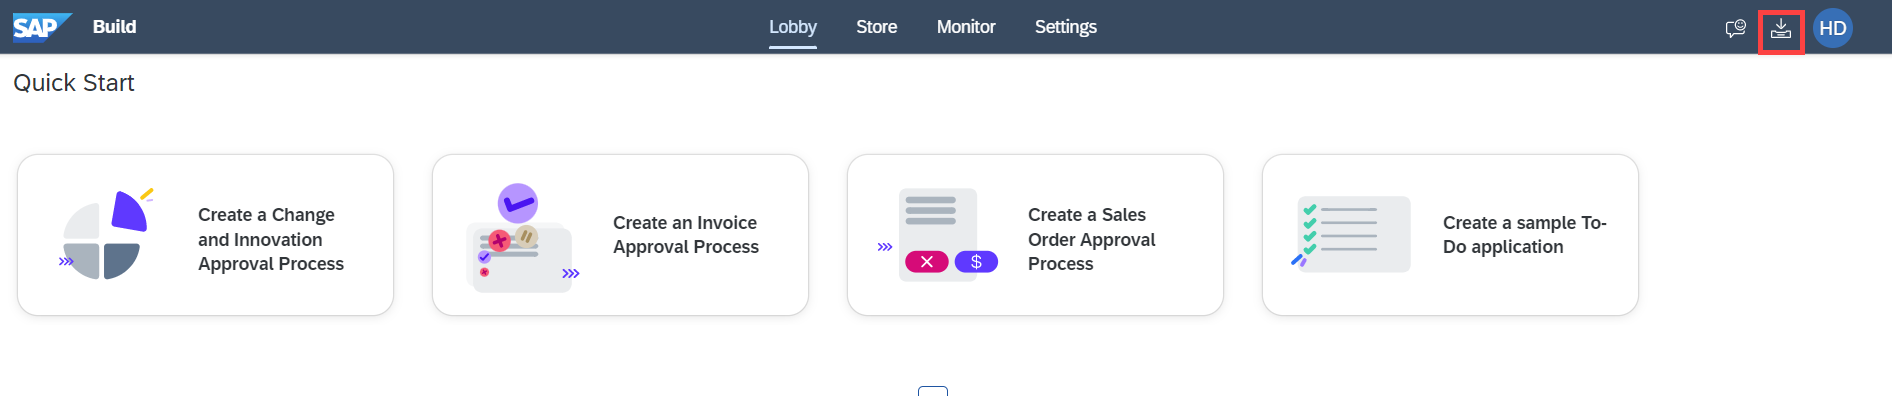 SAP Build Lobby Store Monitor Settings HD
Quick Start
Create a Change
and Innovation
Approval Process
Create an Invoice
Approval Process
$
Create a Sales
Order Approval
Process
Create a sample To-
Do application